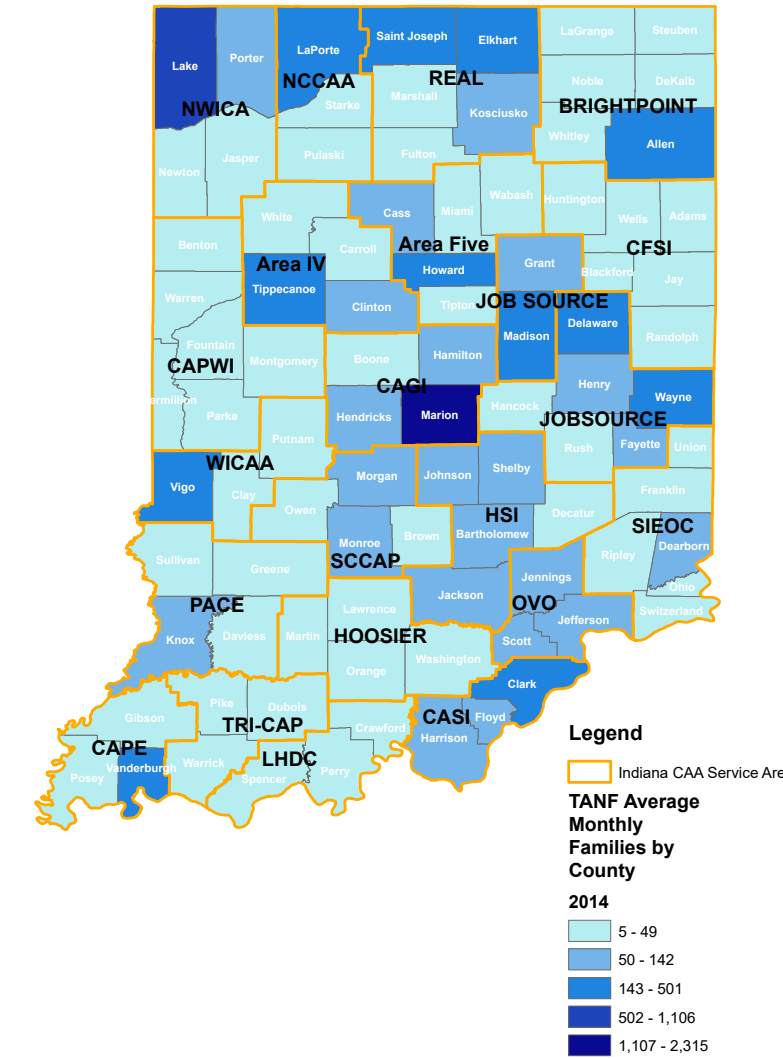 Saint Joseph
Elkhart
LaGrange
Steuben
LaPorte
Porter
Lake
NCCAA
REAL
Noble
DeKalb
NWICA
Starke
Marshall
Kosciusko
BRIGHTPOINT
Whitley
Allen
Newton
Jasper
Pulaski
Fulton
White
Cass
Miami
Wabash
Huntington
Wells
Adams
Benton
Carroll
Area Five
CFSI
Area IV
Howard
Grant
Blackford
Jay
Tippecanoe
Warren
Clinton
Tipton
JOB SOURCE
Madison
Delaware
Randolph
Fountain
CAPWI
Montgomery
Boone
Hamilton
CAGI
Henry
Wayne
ermillion
Parke
Hendricks
Marion
Hancock
JOBSOURCE
Putnam
Rush
Fayette
Union
WICAA
Vigo
Clay
Morgan
Johnson
Shelby
Franklin
Owen
HSI
Decatur
SIEOC
Monroe
Brown
Bartholomew
Dearborn
Sullivan
Greene
SCCAP
Ripley
Jennings
Ohio
PACE
Knox
Daviess
Martin
Lawrence
HOOSIER
Jackson
OVO
Jefferson
Switzerland
Scott
Orange
Washington
Clark
Gibson
Pike
Dubois
TRI-CAP
Crawford
CASI
Floyd
Harrison
CAPE
Posey
Vanderburgh
Warrick
LHDC
Spencer
Perry
Legend
Indiana CAA Service Are
TANF Average
Monthly
Families by
County
2014
5 - 49
50 - 142
143 - 501
502 - 1,106
1,107 - 2,315